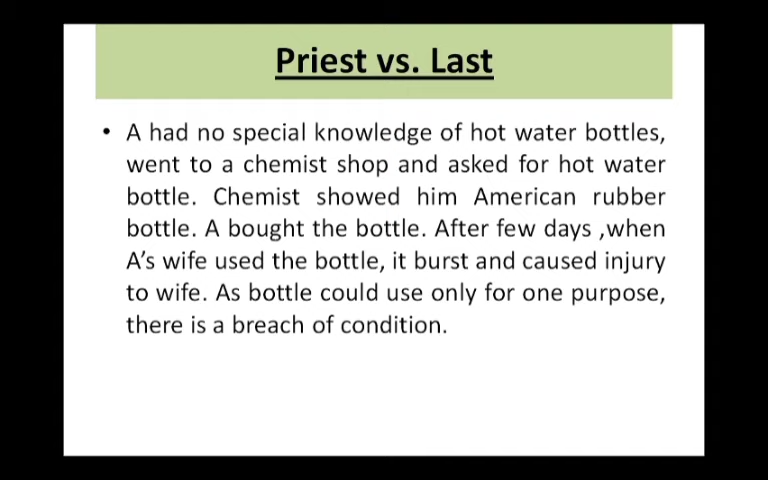 Priest vs. Last
• A had no special knowledge of hot water bottles,
went to a chemist shop and asked for hot water
bottle. Chemist showed him American rubber
bottle. A bought the bottle. After few days ,when
A’s wife used the bottle, it burst and caused injury
to wife. As bottle could use only for one purpose,
there is a breach of condition.